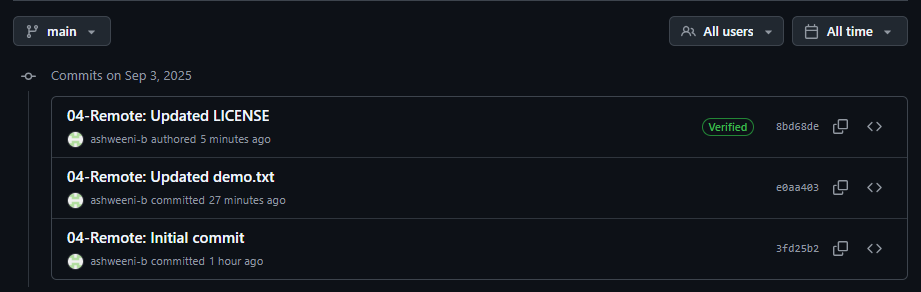 main
All users
All time
Commits on Sep 3, 2025
04-Remote: Updated LICENSE
ashweeni-b authored 5 minutes ago
Verified
8bd68de
04-Remote: Updated demo.txt
ashweeni-b committed 27 minutes ago
e0aa403
04-Remote: Initial commit
ashweeni-b committed 1 hour ago
3fd25b2